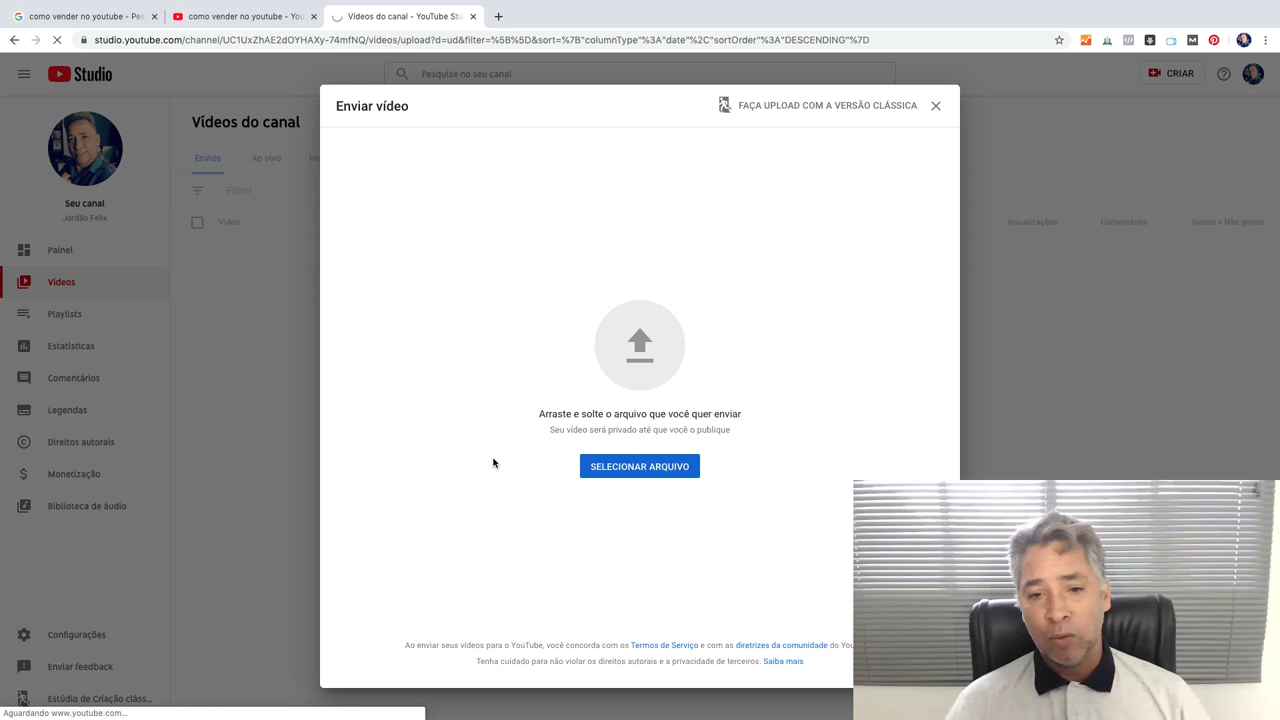 como vender no youtube - Pes
como vender no youtube - You
Vídeos do canal - YouTube Stu
studio.youtube.com/channel/UC1UxZhAE2dOYHAXy-74mfNQ/videos/upload?d=ud&filter=%5B%5D&sort=%7B"columnType"%3A"date"%2C"sortOrder"%3A"DESCENDING"%7D
Studio
Pesquise no seu canal
CRIAR
Enviar vídeo
FAÇA UPLOAD COM A VERSÃO CLÁSSICA
Vídeos do canal
Envios
Ao vivo
Filtrar
Vídeo
Visualizações
Comentários
Gostei x Não gostei
Seu canal
Jordão Felix
Painel
Vídeos
Playlists
Estatísticas
Comentários
Legendas
Direitos autorais
Monetização
Biblioteca de áudio
Configurações
Enviar feedback
Estúdio de Criação cláss...
Arraste e solte o arquivo que você quer enviar
Seu vídeo será privado até que você o publique
SELECIONAR ARQUIVO
Ao enviar seus vídeos para o YouTube, você concorda com os Termos de Serviço e com as diretrizes da comunidade do You
Tenha cuidado para não violar os direitos autorais e a privacidade de terceiros. Saiba mais
Aguardando www.youtube.com...